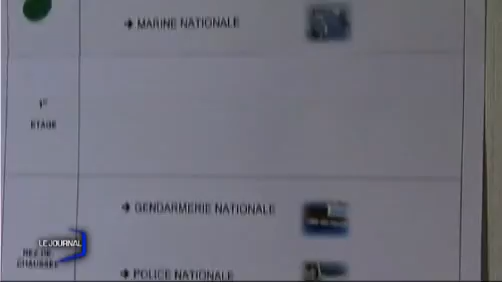 → MARINE NATIONALE
1er
ETAGE
→ GENDARMERIE NATIONALE
LE JOURNAL
REZ DE
CHAUSSEE
→ POLICE NATIONALE